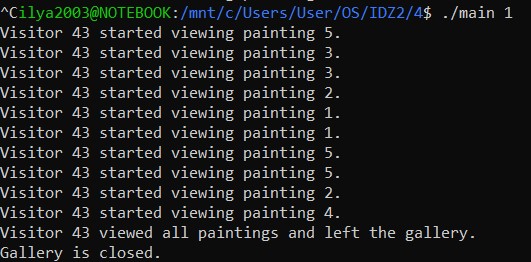 ^Cilya2003@NOTEBOOK:/mnt/c/Users/User/OS/IDZ2/4$ ./main 1
Visitor 43 started viewing painting 5.
Visitor 43 started viewing painting 3.
Visitor 43 started viewing painting 3.
Visitor 43 started viewing painting 2.
Visitor 43 started viewing painting 1.
Visitor 43 started viewing painting 1.
Visitor 43 started viewing painting 5.
Visitor 43 started viewing painting 5.
Visitor 43 started viewing painting 2.
Visitor 43 started viewing painting 4.
Visitor 43 viewed all paintings and left the gallery.
Gallery is closed.